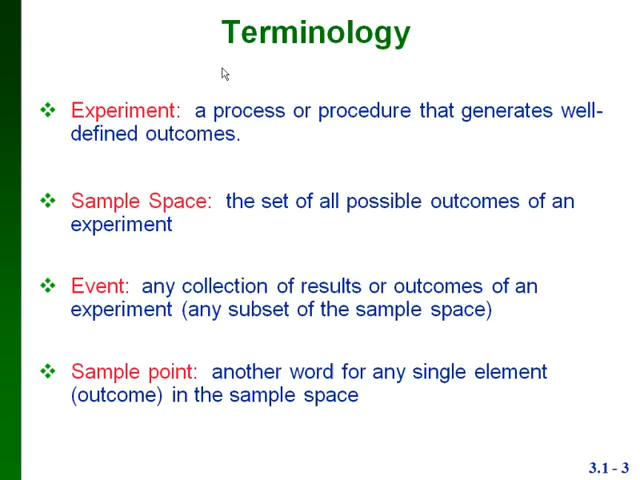 Terminology
Experiment: a process or procedure that generates well-
defined outcomes.
Sample Space: the set of all possible outcomes of an
experiment
Event: any collection of results or outcomes of an
experiment (any subset of the sample space)
Sample point: another word for any single element
(outcome) in the sample space
3.1 - 3